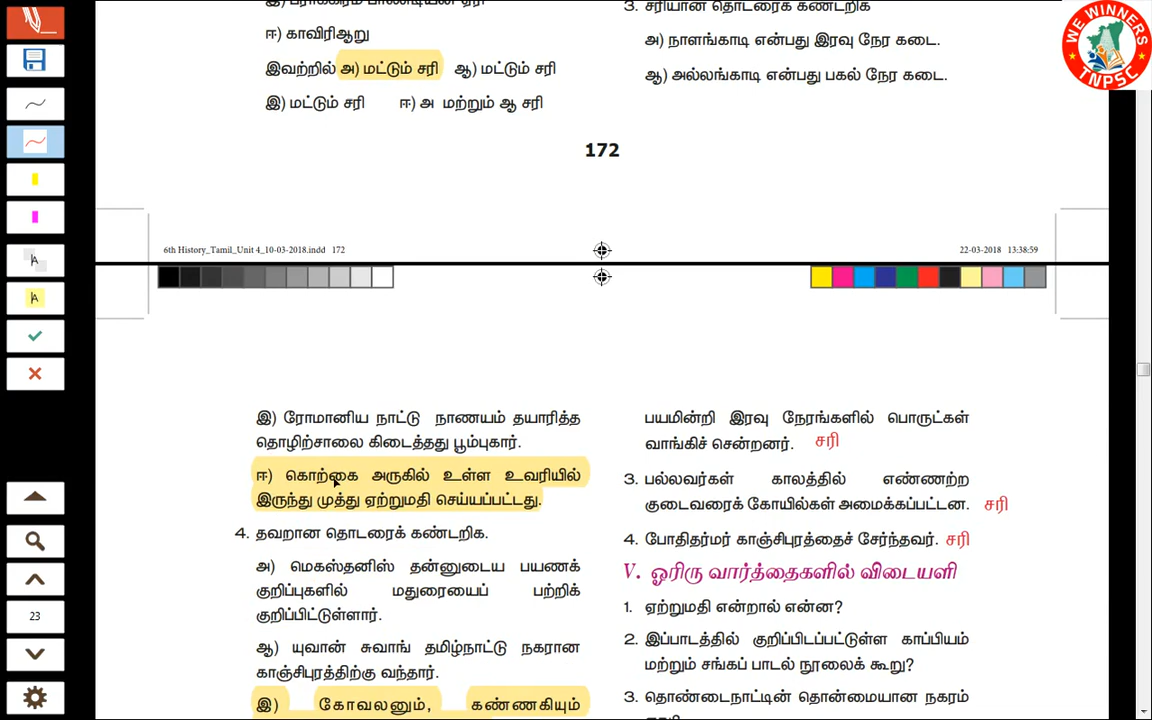 ஈ) காவிரிஆறு
இவற்றில் அ) மட்டும் சரி ஆ) மட்டும் சரி
இ) மட்டும் சரி ஈ) அ மற்றும் ஆ சரி
3. சரியான தொடரைக் கண்டறிக
அ) நாளங்காடி என்பது இரவு நேர கடை.
ஆ) அல்லங்காடி என்பது பகல் நேர கடை.
WE WINNERS
TNPSC
172
6th History_Tamil_Unit 4_10-03-2018.indd 172
22-03-2018 13:38:59
இ) ரோமானிய நாட்டு நாணயம் தயாரித்த
தொழிற்சாலை கிடைத்தது பூம்புகார்.
ஈ) கொற்கை அருகில் உள்ள உவரியில்
இருந்து முத்து ஏற்றுமதி செய்யப்பட்டது.
4. தவறான தொடரைக் கண்டறிக.
அ) மெகஸ்தனிஸ் தன்னுடைய பயணக்
குறிப்புகளில் மதுரையைப் பற்றிக்
குறிப்பிட்டுள்ளார்.
ஆ) யுவான் சுவாங் தமிழ்நாட்டு நகரான
காஞ்சிபுரத்திற்கு வந்தார்.
இ) கோவலனும், கண்ணகியும்
பயமின்றி இரவு நேரங்களில் பொருட்கள்
வாங்கிச் சென்றனர். சரி
3. பல்லவர்கள் காலத்தில் எண்ணற்ற
குடைவரைக் கோயில்கள் அமைக்கப்பட்டன. சரி
4. போதிதர்மர் காஞ்சிபுரத்தைச் சேர்ந்தவர். சரி
V. ஓரிரு வார்த்தைகளில் விடையளி
1. ஏற்றுமதி என்றால் என்ன?
2. இப்பாடத்தில் குறிப்பிடப்பட்டுள்ள காப்பியம்
மற்றும் சங்கப் பாடல் நூலைக் கூறு?
3. தொண்டைநாட்டின் தொன்மையான நகரம்
23